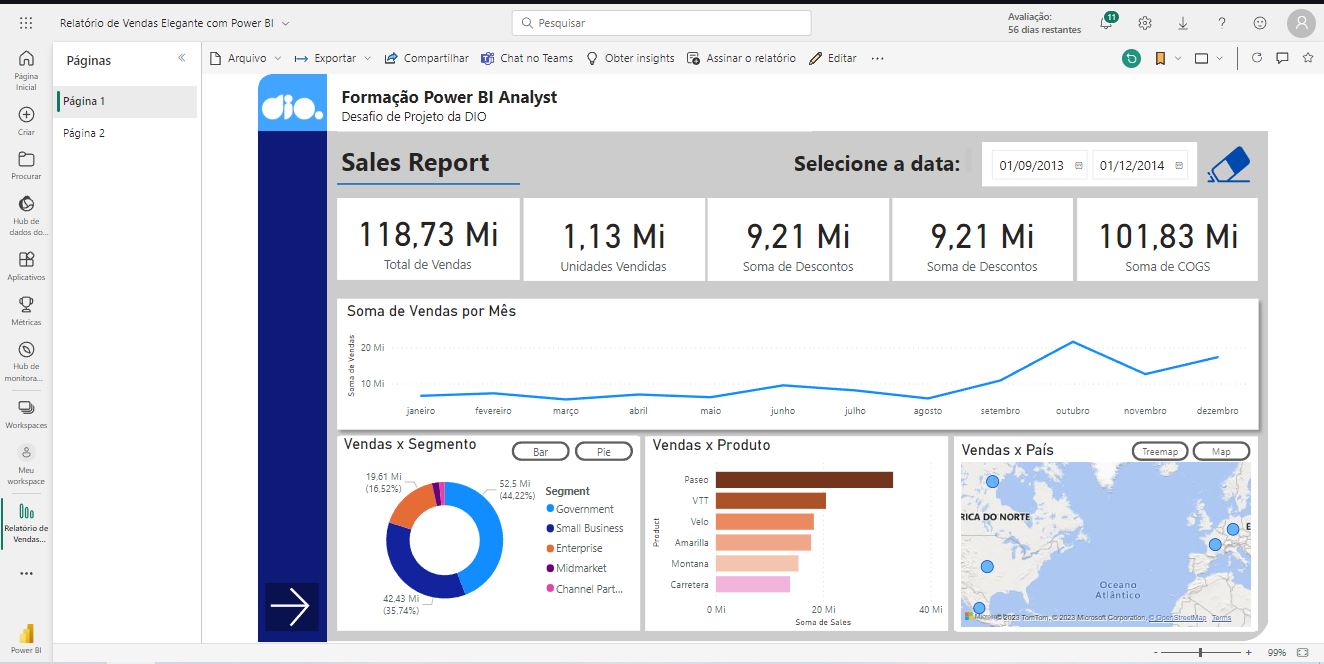 Relatório de Vendas Elegante com Power BI
Pesquisar
Avaliação:
56 dias restantes
11
Página
Inicial
Criar
Procurar
Hub de
dados do...
Aplicativos
Métricas
Hub de
monitora...
Workspaces
Meu
workspace
Relatório de
Vendas...
Power BI
Páginas
Página 1
Página 2
Arquivo
Exportar
Compartilhar
Chat no Teams
Obter insights
Assinar o relatório
Editar
dio.
Formação Power BI Analyst
Desafio de Projeto da DIO
Sales Report
Selecione a data:
01/09/2013
01/12/2014
118,73 Mi
Total de Vendas
1,13 Mi
Unidades Vendidas
9,21 Mi
Soma de Descontos
9,21 Mi
Soma de Descontos
101,83 Mi
Soma de COGS
Soma de Vendas por Mês
Soma de Vendas
20 Mi
10 Mi
janeiro fevereiro março abril maio junho julho agosto setembro outubro novembro dezembro
Vendas x Segmento
Bar
Pie
19,61 Mi
(16,52%)
52,5 Mi
(44,22%)
42,43 Mi
(35,74%)
Segment
Government
Small Business
Enterprise
Midmarket
Channel Part...
Vendas x Produto
Product
Paseo
VTT
Velo
Amarilla
Montana
Carretera
0 Mi 20 Mi 40 Mi
Soma de Sales
Vendas x País
Treemap
Map
RICA DO NORTE
E
Oceano
Atlântico
© 2023 TomTom, © 2023 Microsoft Corporation, © OpenStreetMap Terms
- + 99%